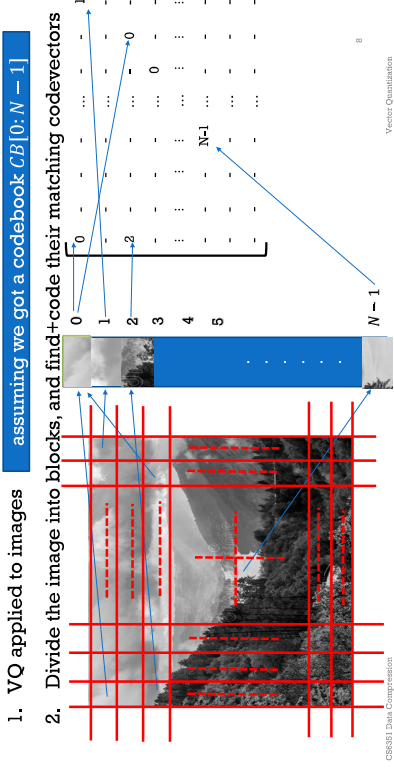 1. VQ applied to images
assuming we got a codebook CB[0: N − 1]
2. Divide the image into blocks, and find+code their matching codevectors
0
1
2
3
4
5
N − 1
0 - - - ... - - 1
- - - - ... - - -
2 - - - ... - 0
- - - - ... 0 -
... ... ... ...
- - - N-1 - - -
- - - - ... - - -
- - - - ... - - -
CS6351 Data Compression
Vector Quantization
8